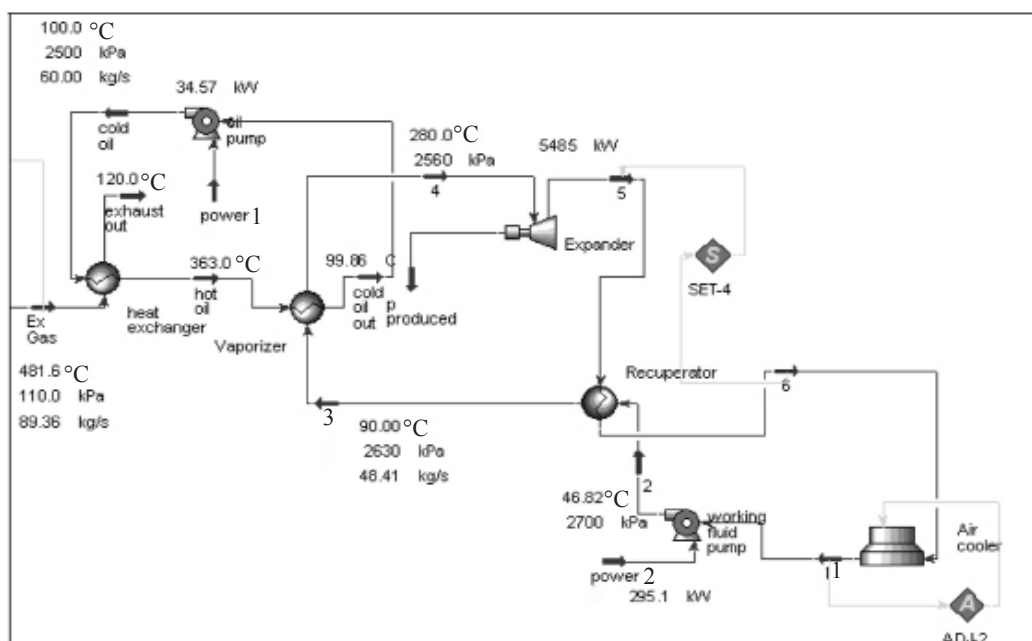 100.0 °C
2500 kPa
60.00 kg/s
34.57 kW
cold
oil
oil
pump
280.0 °C
2560 kPa
4
5485 kW
5
120.0 °C
exhaust
out
power 1
Expander
S
SET-4
363.0 °C
hot
oil
99.86 C
cold
oil
out
p
produced
Ex
Gas
heat
exchanger
Vaporizer
481.6 °C
110.0 kPa
89.36 kg/s
Recuperator
6
3
90.00 °C
2630 kPa
48.41 kg/s
2
46.82 °C
2700 kPa
working
fluid
pump
Air
cooler
power 2
295.1 kW
1
A